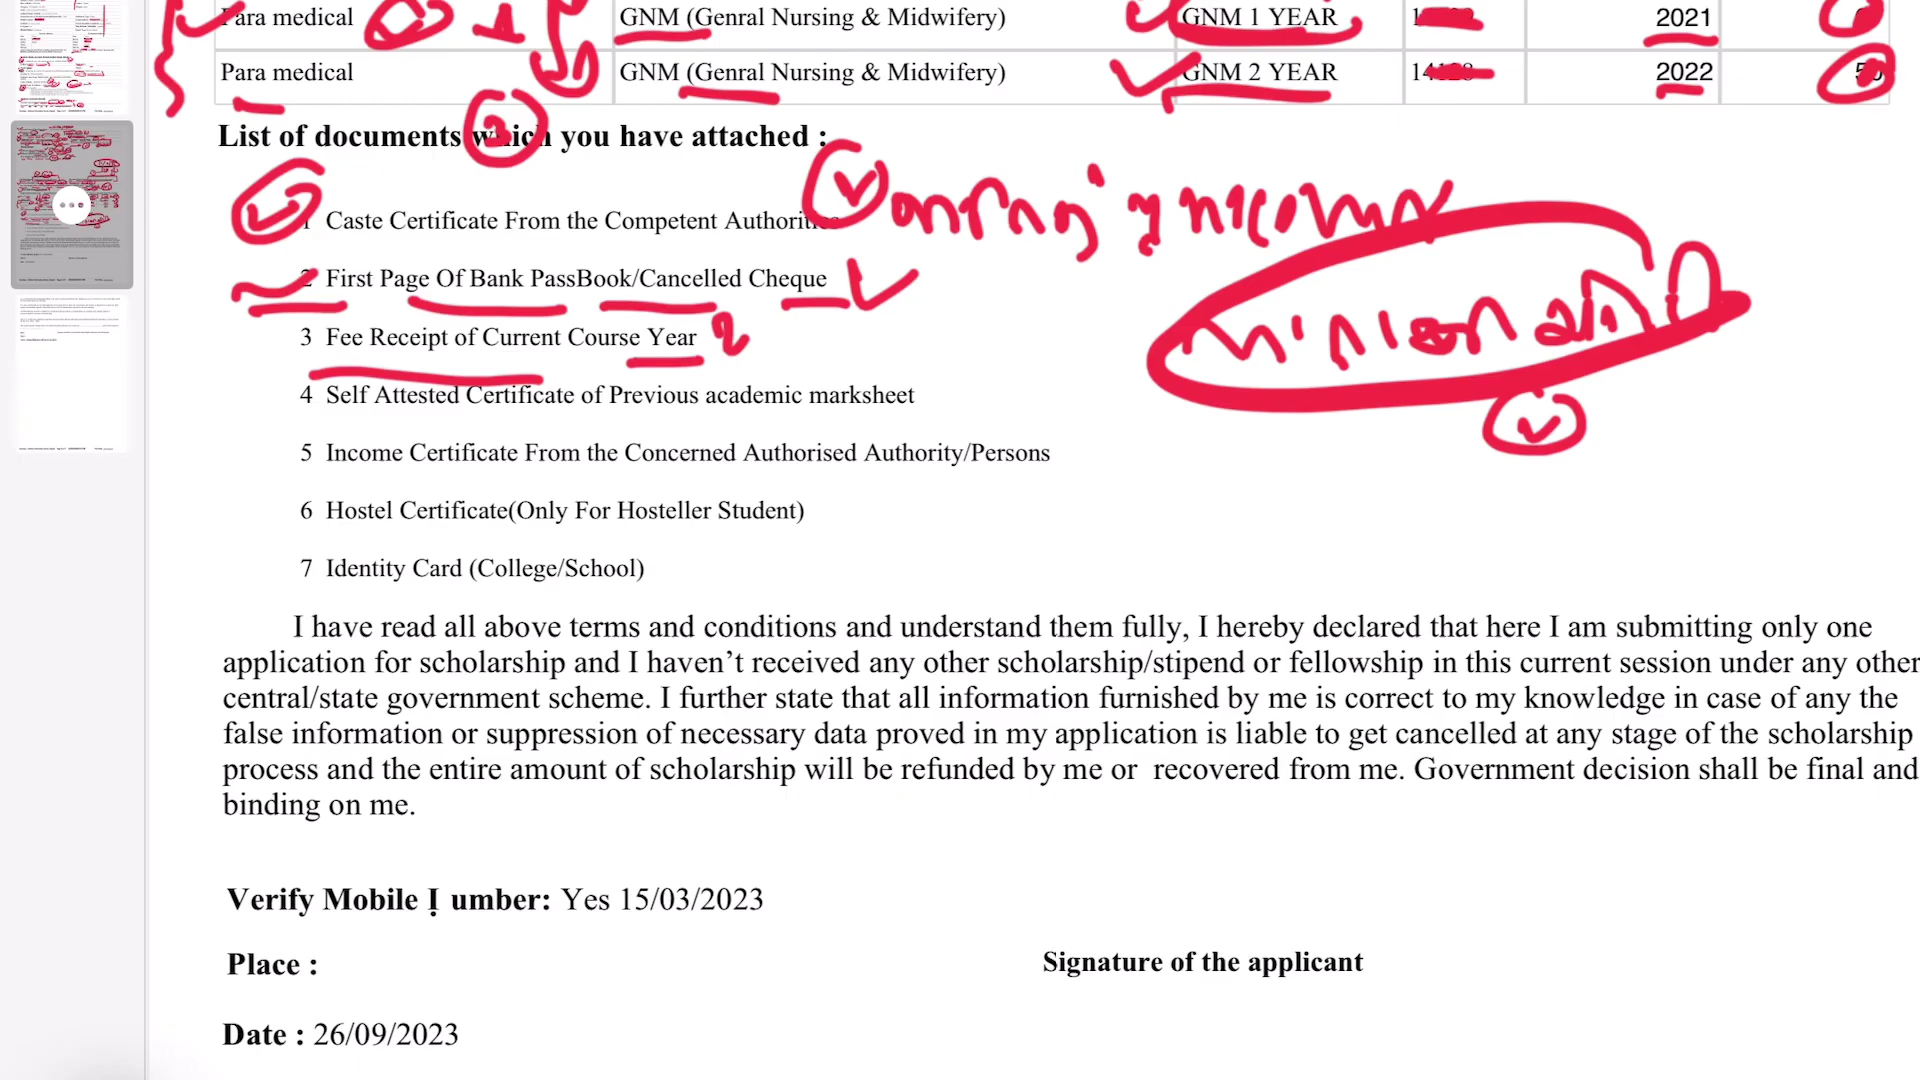 Para medical GNM (Genral Nursing & Midwifery) GNM 1 YEAR 2021
Para medical GNM (Genral Nursing & Midwifery) GNM 2 YEAR 2022
List of documents which you have attached :
1 Caste Certificate From the Competent Authorities
2 First Page Of Bank PassBook/Cancelled Cheque
3 Fee Receipt of Current Course Year
4 Self Attested Certificate of Previous academic marksheet
5 Income Certificate From the Concerned Authorised Authority/Persons
6 Hostel Certificate(Only For Hosteller Student)
7 Identity Card (College/School)
I have read all above terms and conditions and understand them fully, I hereby declared that here I am submitting only one
application for scholarship and I haven’t received any other scholarship/stipend or fellowship in this current session under any other
central/state government scheme. I further state that all information furnished by me is correct to my knowledge in case of any the
false information or suppression of necessary data proved in my application is liable to get cancelled at any stage of the scholarship
process and the entire amount of scholarship will be refunded by me or recovered from me. Government decision shall be final and
binding on me.
Verify Mobile Ị umber: Yes 15/03/2023
Place :
Signature of the applicant
Date : 26/09/2023